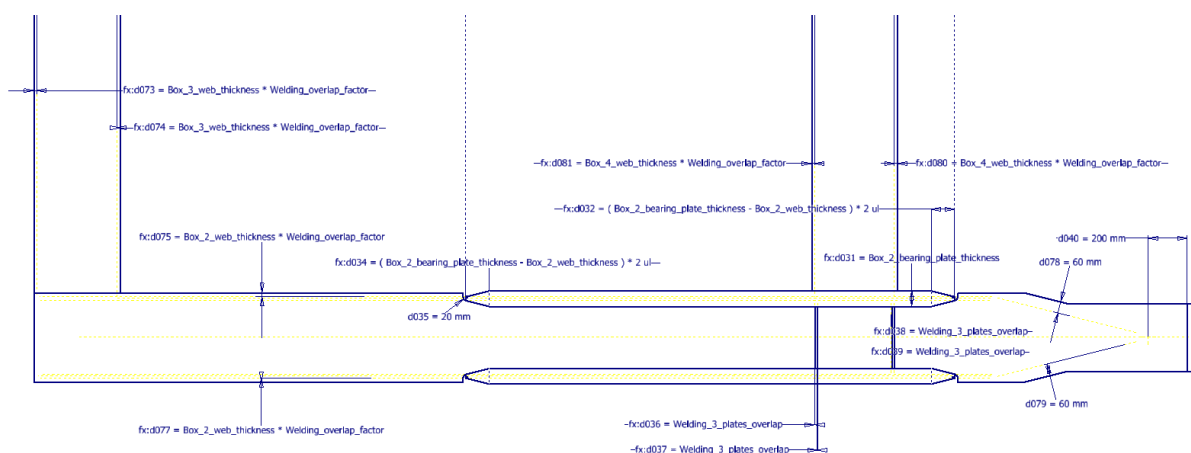 fx:d073 = Box_3_web_thickness * Welding_overlap_factor
fx:d074 = Box_3_web_thickness * Welding_overlap_factor
fx:d081 = Box_4_web_thickness * Welding_overlap_factor
fx:d080 = Box_4_web_thickness * Welding_overlap_factor
fx:d032 = ( Box_2_bearing_plate_thickness - Box_2_web_thickness ) * 2 ul
fx:d075 = Box_2_web_thickness * Welding_overlap_factor
d040 = 200 mm
fx:d034 = ( Box_2_bearing_plate_thickness - Box_2_web_thickness ) * 2 ul
fx:d031 = Box_2_bearing_plate_thickness
d078 = 60 mm
d035 = 20 mm
fx:d038 = Welding_3_plates_overlap
fx:d039 = Welding_3_plates_overlap
d079 = 60 mm
fx:d036 = Welding_3_plates_overlap
fx:d077 = Box_2_web_thickness * Welding_overlap_factor
fx:d037 = Welding_3_plates_overlap